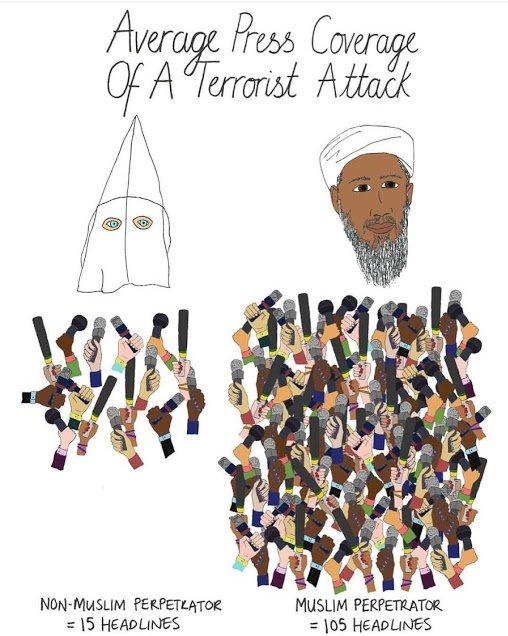 Average Press Coverage
Of A Terrorist Attack
NON-MUSLIM PERPETRATOR
= 15 HEADLINES
MUSLIM PERPETRATOR
= 105 HEADLINES